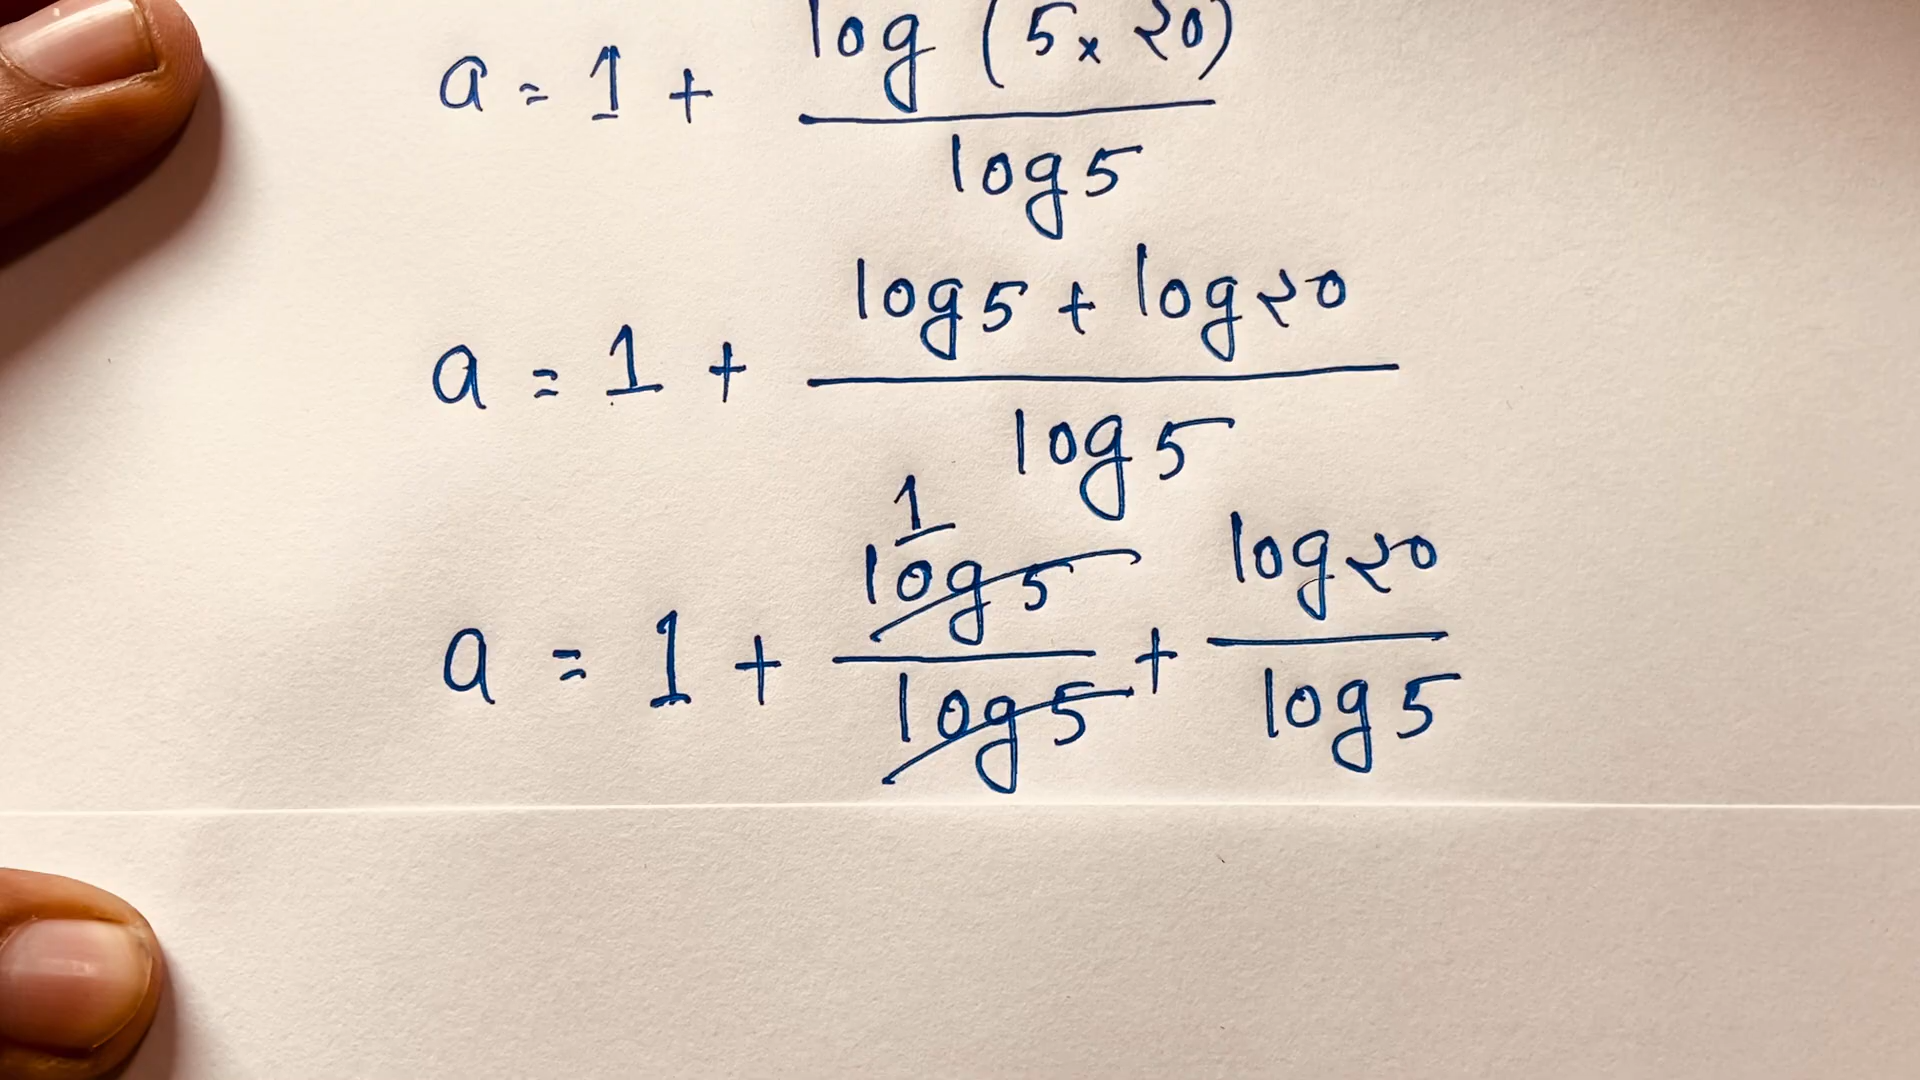 a = 1 + log (5 × 20) / log 5
a = 1 + (log 5 + log 20) / log 5
1
a = 1 + log 5 / log 5 + log 20 / log 5